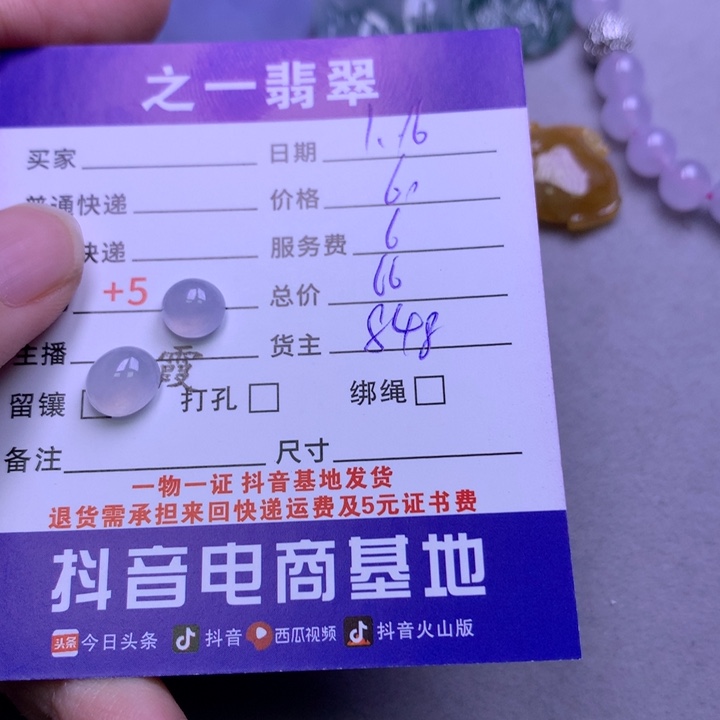 之一翡翠
买家 日期 1.16
普通快递 价格 60
快递 服务费 6
+5 总价 66
主播 霞 货主 848
留镶 打孔 绑绳
备注 尺寸
一物一证 抖音基地发货
退货需承担来回快递运费及5元证书费
抖音电商基地
头条 今日头条 抖音 西瓜视频 抖音火山版